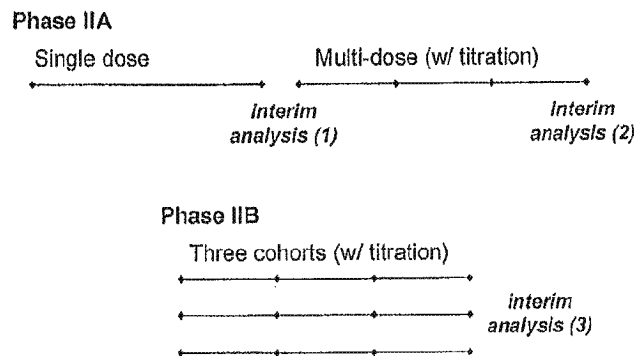 Phase IIA
Single dose
Multi-dose (w/ titration)
interim
analysis (1)
interim
analysis (2)
Phase IIB
Three cohorts (w/ titration)
interim
analysis (3)